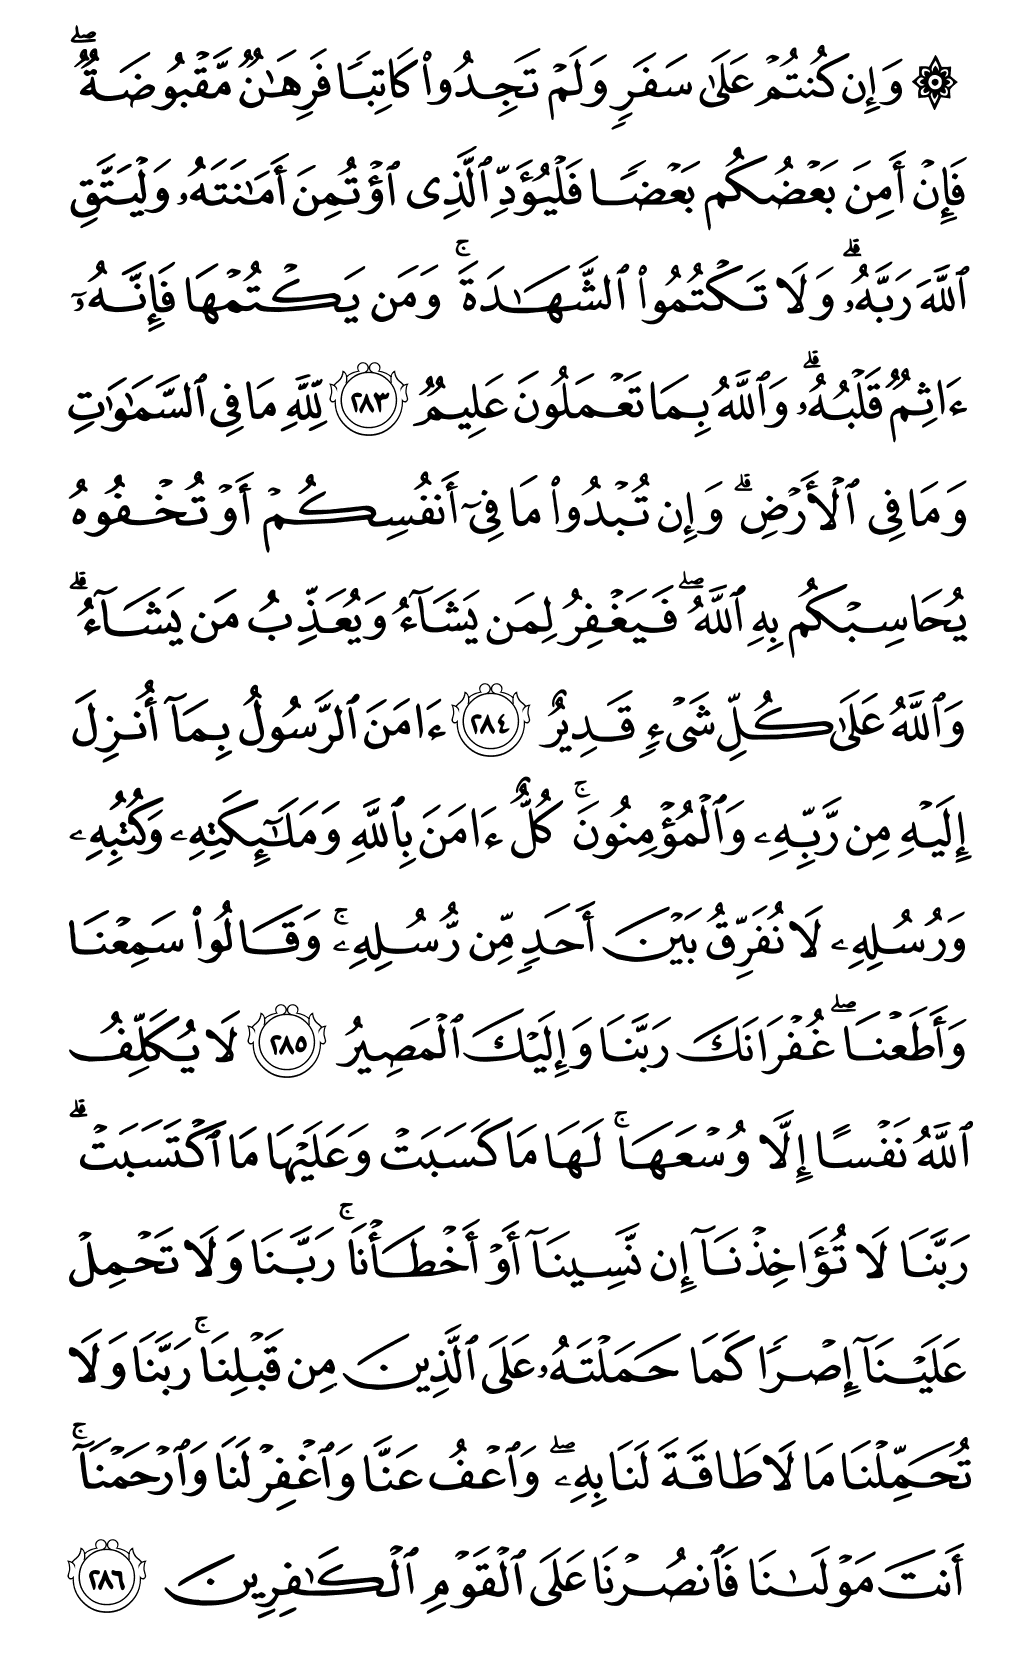 ۞ وَإِن كُنتُمْ عَلَىٰ سَفَرٍ وَلَمْ تَجِدُوا۟ كَاتِبًا فَرِهَـٰنٌ مَّقْبُوضَةٌ ۖ
فَإِنْ أَمِنَ بَعْضُكُم بَعْضًا فَلْيُؤَدِّ ٱلَّذِى ٱؤْتُمِنَ أَمَـٰنَتَهُۥ وَلْيَتَّقِ
ٱللَّهَ رَبَّهُۥ ۗ وَلَا تَكْتُمُوا۟ ٱلشَّهَـٰدَةَ ۚ وَمَن يَكْتُمْهَا فَإِنَّهُۥٓ
ءَاثِمٌ قَلْبُهُۥ ۗ وَٱللَّهُ بِمَا تَعْمَلُونَ عَلِيمٌ ٢٨٣ لِّلَّهِ مَا فِى ٱلسَّمَـٰوَٰتِ
وَمَا فِى ٱلْأَرْضِ ۗ وَإِن تُبْدُوا۟ مَا فِىٓ أَنفُسِكُمْ أَوْ تُخْفُوهُ
يُحَاسِبْكُم بِهِ ٱللَّهُ ۖ فَيَغْفِرُ لِمَن يَشَآءُ وَيُعَذِّبُ مَن يَشَآءُ ۗ
وَٱللَّهُ عَلَىٰ كُلِّ شَىْءٍ قَدِيرٌ ٢٨٤ ءَامَنَ ٱلرَّسُولُ بِمَآ أُنزِلَ
إِلَيْهِ مِن رَّبِّهِۦ وَٱلْمُؤْمِنُونَ ۚ كُلٌّ ءَامَنَ بِٱللَّهِ وَمَلَـٰٓئِكَتِهِۦ وَكُتُبِهِۦ
وَرُسُلِهِۦ لَا نُفَرِّقُ بَيْنَ أَحَدٍ مِّن رُّسُلِهِۦ ۚ وَقَالُوا۟ سَمِعْنَا
وَأَطَعْنَا ۖ غُفْرَانَكَ رَبَّنَا وَإِلَيْكَ ٱلْمَصِيرُ ٢٨٥ لَا يُكَلِّفُ
ٱللَّهُ نَفْسًا إِلَّا وُسْعَهَا ۚ لَهَا مَا كَسَبَتْ وَعَلَيْهَا مَا ٱكْتَسَبَتْ ۗ
رَبَّنَا لَا تُؤَاخِذْنَآ إِن نَّسِينَآ أَوْ أَخْطَأْنَا ۚ رَبَّنَا وَلَا تَحْمِلْ
عَلَيْنَآ إِصْرًا كَمَا حَمَلْتَهُۥ عَلَى ٱلَّذِينَ مِن قَبْلِنَا ۚ رَبَّنَا وَلَا
تُحَمِّلْنَا مَا لَا طَاقَةَ لَنَا بِهِۦ ۖ وَٱعْفُ عَنَّا وَٱغْفِرْ لَنَا وَٱرْحَمْنَآ ۚ
أَنتَ مَوْلَىٰنَا فَٱنصُرْنَا عَلَى ٱلْقَوْمِ ٱلْكَـٰفِرِينَ ٢٨٦